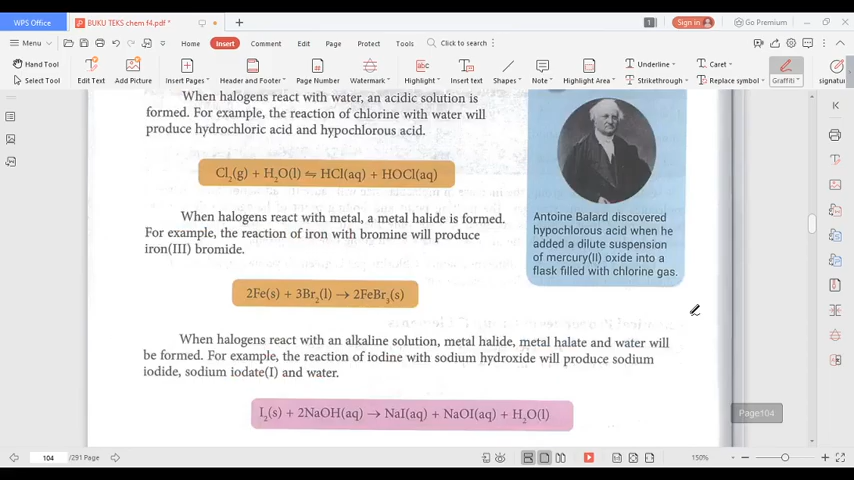 WPS Office
BUKU TEKS chem f4.pdf *
+
1
Sign in
Go Premium
Menu
Home
Insert
Comment
Edit
Page
Protect
Tools
Click to search
Hand Tool
Select Tool
Edit Text
Add Picture
Insert Pages
Header and Footer
Page Number
Watermark
Highlight
Insert text
Shapes
Note
Highlight Area
Underline
Strikethrough
Caret
Replace symbol
Graffiti
signatur
When halogens react with water, an acidic solution is
formed. For example, the reaction of chlorine with water will
produce hydrochloric acid and hypochlorous acid.
Cl₂(g) + H₂O(l) ⇋ HCl(aq) + HOCl(aq)
When halogens react with metal, a metal halide is formed.
For example, the reaction of iron with bromine will produce
iron(III) bromide.
2Fe(s) + 3Br₂(l) → 2FeBr₃(s)
Antoine Balard discovered
hypochlorous acid when he
added a dilute suspension
of mercury(II) oxide into a
flask filled with chlorine gas.
When halogens react with an alkaline solution, metal halide, metal halate and water will
be formed. For example, the reaction of iodine with sodium hydroxide will produce sodium
iodide, sodium iodate(I) and water.
I₂(s) + 2NaOH(aq) → NaI(aq) + NaOI(aq) + H₂O(l)
Page104
104
/291 Page
150%